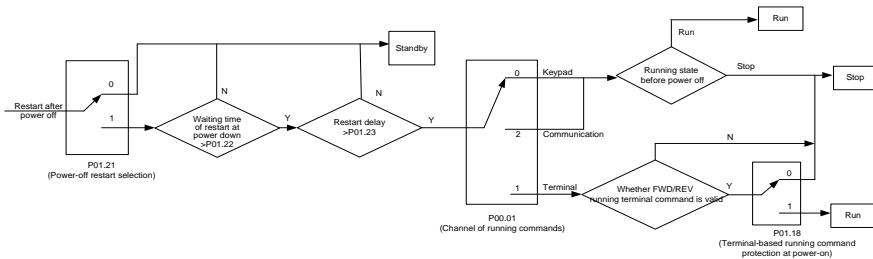 Restart after
power off
0
1
P01.21
(Power-off restart selection)
N
Waiting time
of restart at
power down
>P01.22
Y
N
Restart delay
>P01.23
Y
Standby
0
Keypad
2
Communication
1
Terminal
P00.01
(Channel of running commands)
Running state
before power off
Run
Run
Stop
Stop
N
Whether FWD/REV
running terminal command is valid
Y
0
1
P01.18
(Terminal-based running command
protection at power-on)
Run